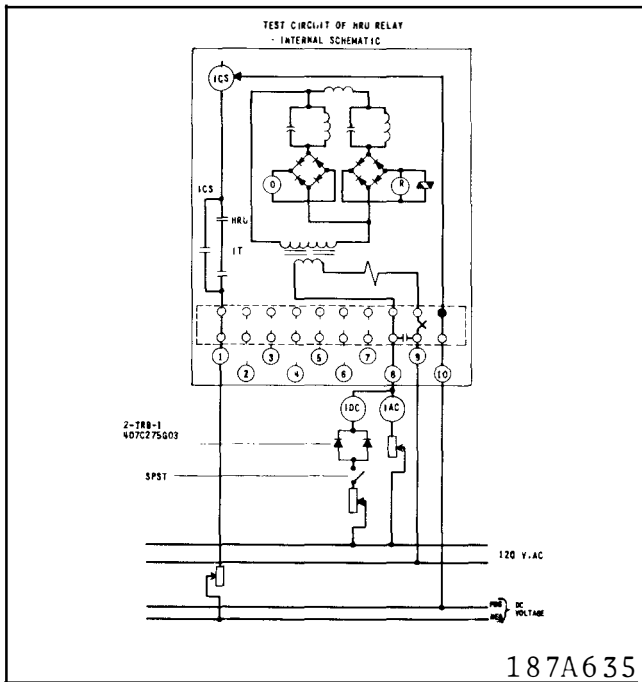 TEST CIRCUIT OF HRU RELAY
- INTERNAL SCHEMATIC
ICS
ICS
HRU
IT
O
R
1
2
3
4
5
6
7
8
9
10
IDC
IAC
2-TRB-1
407C275G03
SPST
120 V.AC
POS
NEG
DC
VOLTAGE
187A635